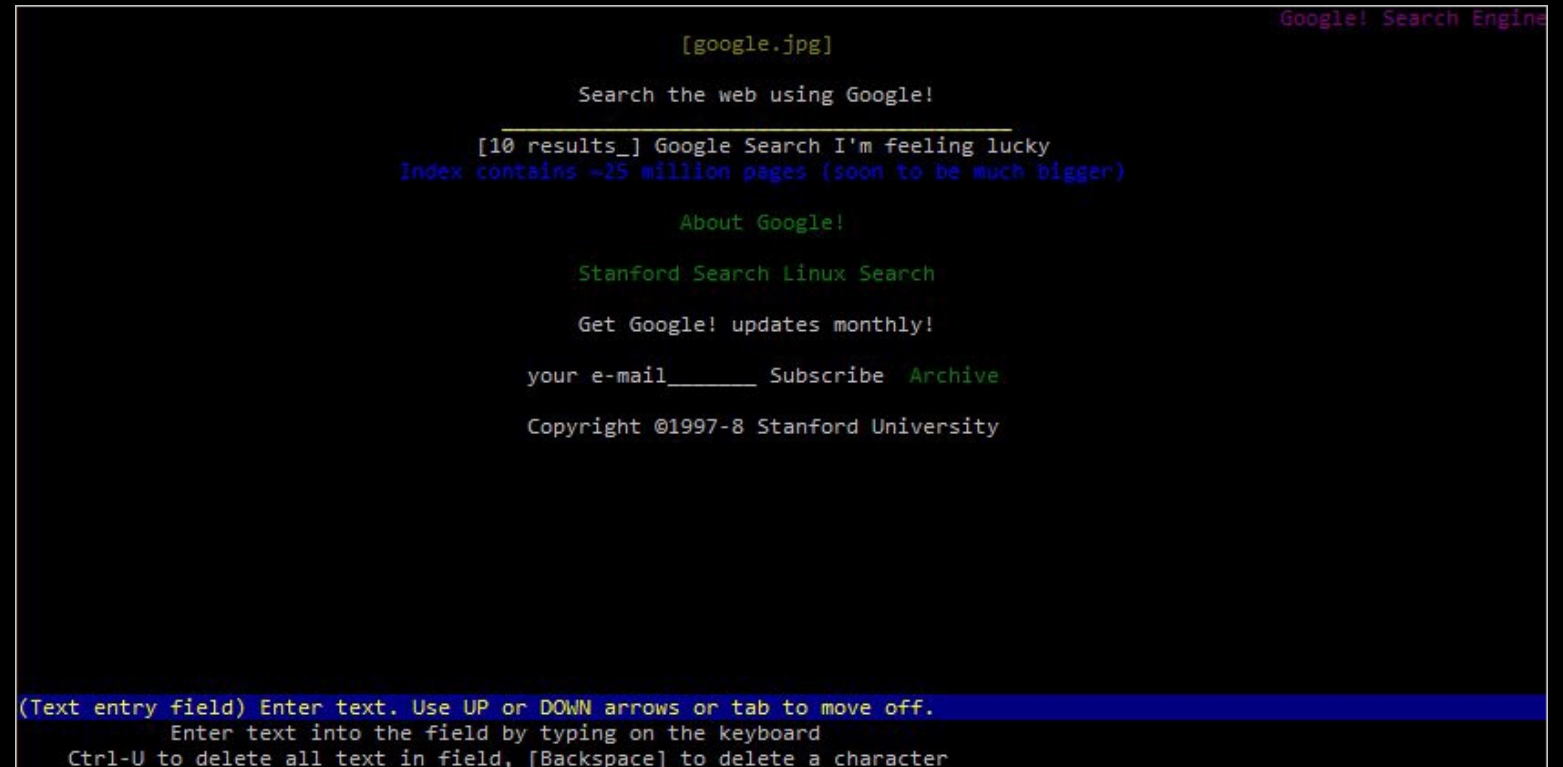 Google! Search Engine
[google.jpg]
Search the web using Google!
________________________________________
[10 results_] Google Search I'm feeling lucky
Index contains ~25 million pages (soon to be much bigger)
About Google!
Stanford Search Linux Search
Get Google! updates monthly!
your e-mail_______ Subscribe Archive
Copyright ©1997-8 Stanford University
(Text entry field) Enter text. Use UP or DOWN arrows or tab to move off.
Enter text into the field by typing on the keyboard
Ctrl-U to delete all text in field, [Backspace] to delete a character